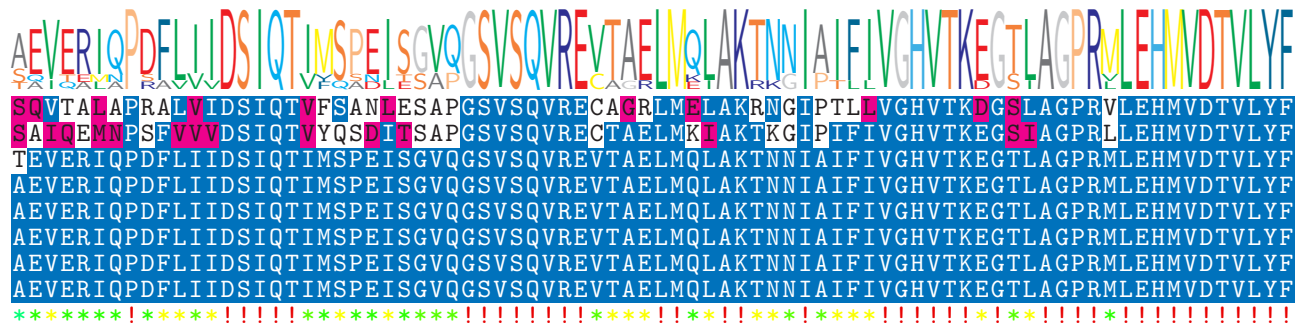 AEVERIQPDFLIIDSIQTIMSPEISGVQGSVSQVREVTAELMQLAKTNNIAIFIVGHVTKEGTLAGPRMLEHMVDTVLYF
SQVTALAPRALVIDSIQTVFSANLESAPGSVSQVRECAGRLMELAKRNGIPTLLVGHVTKDGSLAGPRVLEHMVDTVLYF
SAIQEMNPSFVVVDSIQTVYQSDITSAPGSVSQVRECTAELMKIAKTKGIPIFIVGHVTKEGSIAGPRLLEHMVDTVLYF
TEVERIQPDFLIIDSIQTIMSPEISGVQGSVSQVREVTAELMQLAKTNNIAIFIVGHVTKEGTLAGPRMLEHMVDTVLYF
AEVERIQPDFLIIDSIQTIMSPEISGVQGSVSQVREVTAELMQLAKTNNIAIFIVGHVTKEGTLAGPRMLEHMVDTVLYF
AEVERIQPDFLIIDSIQTIMSPEISGVQGSVSQVREVTAELMQLAKTNNIAIFIVGHVTKEGTLAGPRMLEHMVDTVLYF
AEVERIQPDFLIIDSIQTIMSPEISGVQGSVSQVREVTAELMQLAKTNNIAIFIVGHVTKEGTLAGPRMLEHMVDTVLYF
AEVERIQPDFLIIDSIQTIMSPEISGVQGSVSQVREVTAELMQLAKTNNIAIFIVGHVTKEGTLAGPRMLEHMVDTVLYF
AEVERIQPDFLIIDSIQTIMSPEISGVQGSVSQVREVTAELMQLAKTNNIAIFIVGHVTKEGTLAGPRMLEHMVDTVLYF
*******!*****!!!!!**********!!!!!!!!****!!**!!***!****!!!!!!*!**!!!!*!!!!!!!!!!!